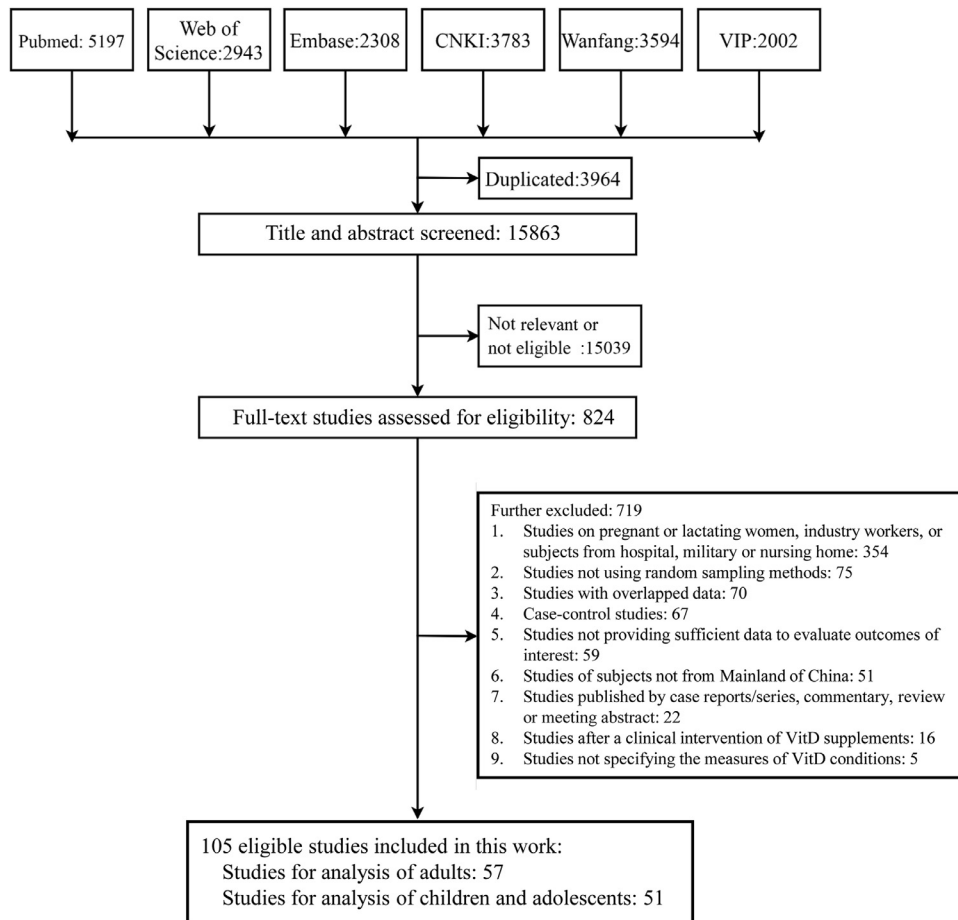 Pubmed: 5197
Web of
Science:2943
Embase:2308
CNKI:3783
Wanfang:3594
VIP:2002
Duplicated:3964
Title and abstract screened: 15863
Not relevant or
not eligible :15039
Full-text studies assessed for eligibility: 824
Further excluded: 719
1. Studies on pregnant or lactating women, industry workers, or
subjects from hospital, military or nursing home: 354
2. Studies not using random sampling methods: 75
3. Studies with overlapped data: 70
4. Case-control studies: 67
5. Studies not providing sufficient data to evaluate outcomes of
interest: 59
6. Studies of subjects not from Mainland of China: 51
7. Studies published by case reports/series, commentary, review
or meeting abstract: 22
8. Studies after a clinical intervention of VitD supplements: 16
9. Studies not specifying the measures of VitD conditions: 5
105 eligible studies included in this work:
Studies for analysis of adults: 57
Studies for analysis of children and adolescents: 51